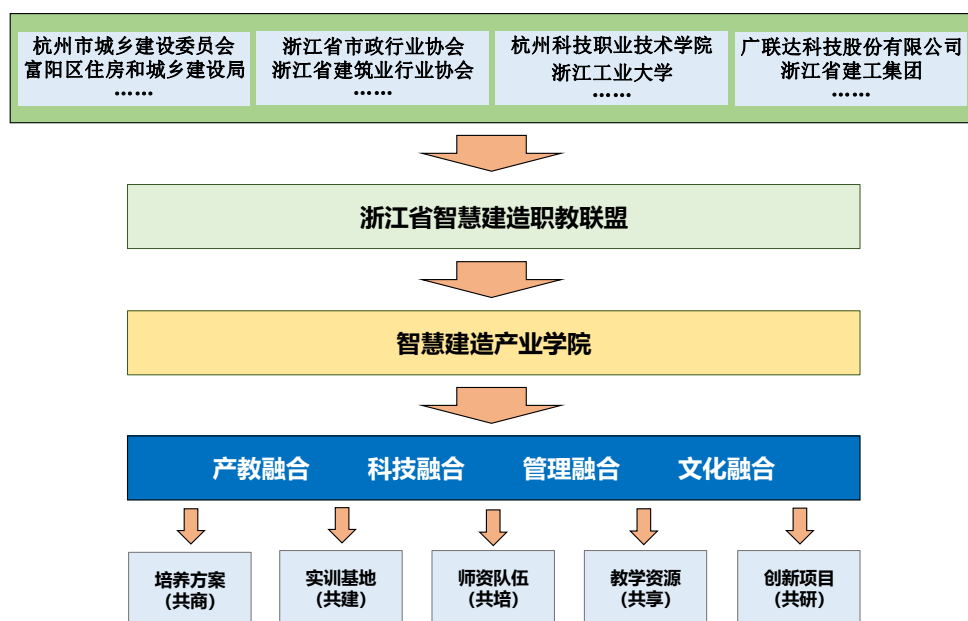 杭州市城乡建设委员会
富阳区住房和城乡建设局
……
浙江省市政行业协会
浙江省建筑业行业协会
……
杭州科技职业技术学院
浙江工业大学
……
广联达科技股份有限公司
浙江省建工集团
……
浙江省智慧建造职教联盟
智慧建造产业学院
产教融合 科技融合 管理融合 文化融合
培养方案
(共商)
实训基地
(共建)
师资队伍
(共培)
教学资源
(共享)
创新项目
(共研)